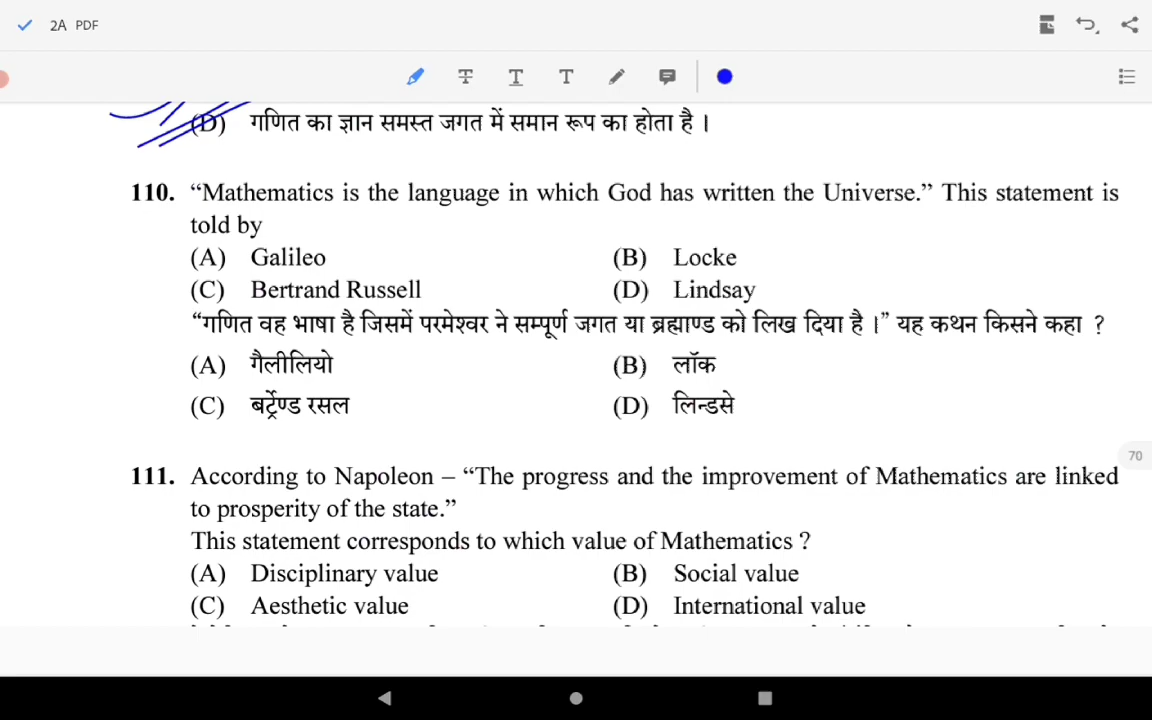 2A PDF
(D) गणित का ज्ञान समस्त जगत में समान रूप का होता है ।
110. “Mathematics is the language in which God has written the Universe.” This statement is
told by
(A) Galileo (B) Locke
(C) Bertrand Russell (D) Lindsay
“गणित वह भाषा है जिसमें परमेश्वर ने सम्पूर्ण जगत या ब्रह्माण्ड को लिख दिया है ।” यह कथन किसने कहा ?
(A) गैलीलियो (B) लॉक
(C) बर्ट्रेण्ड रसल (D) लिन्डसे
70
111. According to Napoleon – “The progress and the improvement of Mathematics are linked
to prosperity of the state.”
This statement corresponds to which value of Mathematics ?
(A) Disciplinary value (B) Social value
(C) Aesthetic value (D) International value